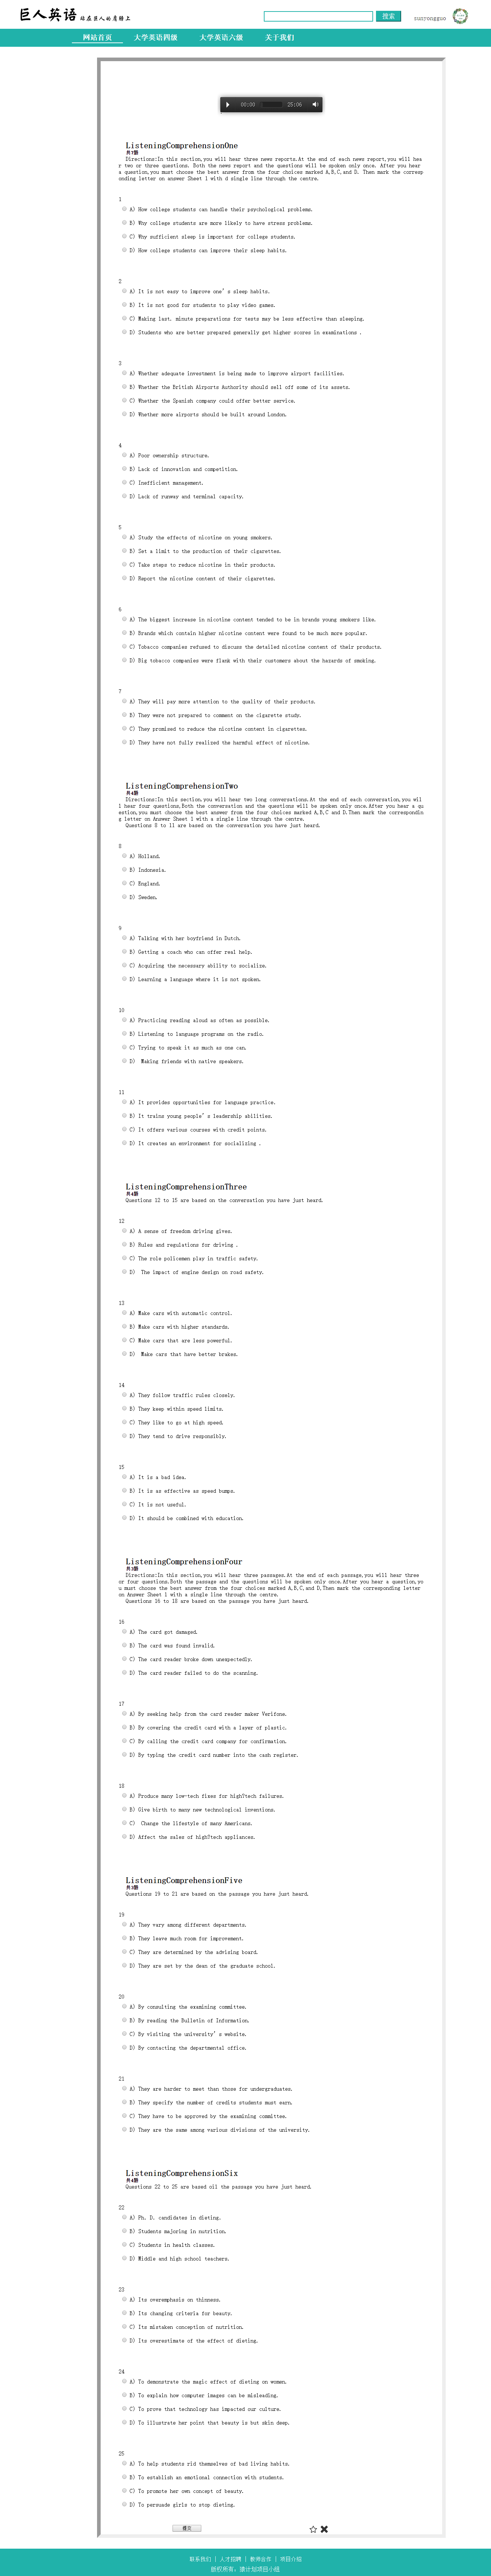 巨人英语 站在巨人的肩膀上
搜索
sunyongguo
网站首页 大学英语四级 大学英语六级 关于我们
00:00 25:09
ListeningComprehensionOne
共7题
Directions:In this section,you will hear three news reports.At the end of each news report,you will hea
r two or three questions. Both the news report and the questions will be spoken only once. After you hear
a question,you must choose the best answer from the four choices marked A,B,C,and D. Then mark the corresp
onding letter on answer Sheet 1 with d single line through the centre.
1
A) How college students can handle their psychological problems.
B) Why college students are more likely to have stress problems.
C) Why sufficient sleep is important for college students.
D) How college students can improve their sleep habits.
2
A) It is not easy to improve one’s sleep habits.
B) It is not good for students to play video games.
C) Making last. minute preparations for tests may be less effective than sleeping.
D) Students who are better prepared generally get higher scores in examinations .
3
A) Whether adequate investment is being made to improve airport facilities.
B) Whether the British Airports Authority should sell off some of its assets.
C) Whether the Spanish company could offer better service.
D) Whether more airports should be built around London.
4
A) Poor ownership structure.
B) Lack of innovation and competition.
C) Inefficient management.
D) Lack of runway and terminal capacity.
5
A) Study the effects of nicotine on young smokers.
B) Set a limit to the production of their cigarettes.
C) Take steps to reduce nicotine in their products.
D) Report the nicotine content of their cigarettes.
6
A) The biggest increase in nicotine content tended to be in brands young smokers like.
B) Brands which contain higher nicotine content were found to be much more popular.
C) Tobacco companies refused to discuss the detailed nicotine content of their products.
D) Big tobacco companies were flank with their customers about the hazards of smoking.
7
A) They will pay more attention to the quality of their products.
B) They were not prepared to comment on the cigarette study.
C) They promised to reduce the nicotine content in cigarettes.
D) They have not fully realized the harmful effect of nicotine.
ListeningComprehensionTwo
共4题
Directions:In this section,you will hear two long conversations.At the end of each conversation,you wil
l hear four questions.Both the conversation and the questions will be spoken only once.After you hear a qu
estion,you must choose the best answer from the four choices marked A,B,C and D.Then mark the correspondin
g letter on Answer Sheet 1 with a single line through the centre.
Questions 8 to 11 are based on the conversation you have just heard.
8
A) Holland.
B) Indonesia.
C) England.
D) Sweden.
9
A) Talking with her boyfriend in Dutch.
B) Getting a coach who can offer real help.
C) Acquiring the necessary ability to socialize.
D) Learning a language where it is not spoken.
10
A) Practicing reading aloud as often as possible.
B) Listening to language programs on the radio.
C) Trying to speak it as much as one can.
D) Making friends with native speakers.
11
A) It provides opportunities for language practice.
B) It trains young people”s leadership abilities.
C) It offers various courses with credit points.
D) It creates an environment for socializing .
ListeningComprehensionThree
共4题
Questions 12 to 15 are based on the conversation you have just heard.
12
A) A sense of freedom driving gives.
B) Rules and regulations for driving .
C) The role policemen play in traffic safety.
D) The impact of engine design on road safety.
13
A) Make cars with automatic control.
B) Make cars with higher standards.
C) Make cars that are less powerful.
D) Make cars that have better brakes.
14
A) They follow traffic rules closely.
B) They keep within speed limits.
C) They like to go at high speed.
D) They tend to drive responsibly.
15
A) It is a bad idea.
B) It is as effective as speed bumps.
C) It is not useful.
D) It should be combined with education.
ListeningComprehensionFour
共3题
Directions:In this section,you will hear three passages.At the end of each passage,you will hear three
or four questions.Both the passage and the questions will be spoken only once.After you hear a question,yo
u must choose the best answer from the four choices marked A,B,C,and D.Then mark the corresponding letter
on Answer Sheet 1 with a single line through the centre.
Questions 16 to 18 are based on the passage you have just heard.
16
A) The card got damaged.
B) The card was found invalid.
C) The card reader broke down unexpectedly.
D) The card reader failed to do the scanning.
17
A) By seeking help from the card reader maker Verifone.
B) By covering the credit card with a layer of plastic.
C) By calling the credit card company for confirmation.
D) By typing the credit card number into the cash register.
18
A) Produce many low-tech fixes for high?tech failures.
B) Give birth to many new technological inventions.
C) Change the lifestyle of many Americans.
D) Affect the sales of high?tech appliances.
ListeningComprehensionFive
共3题
Questions 19 to 21 are based on the passage you have just heard.
19
A) They vary among different departments.
B) They leave much room for improvement.
C) They are determined by the advising board.
D) They are set by the dean of the graduate school.
20
A) By consulting the examining committee.
B) By reading the Bulletin of Information.
C) By visiting the university’s website.
D) By contacting the departmental office.
21
A) They are harder to meet than those for undergraduates.
B) They specify the number of credits students must earn.
C) They have to be approved by the examining committee.
D) They are the same among various divisions of the university.
ListeningComprehensionSix
共4题
Questions 22 to 25 are based oil the passage you have just heard.
22
A) Ph. D. candidates in dieting.
B) Students majoring in nutrition.
C) Students in health classes.
D) Middle and high school teachers.
23
A) Its overemphasis on thinness.
B) Its changing criteria for beauty.
C) Its mistaken conception of nutrition.
D) Its overestimate of the effect of dieting.
24
A) To demonstrate the magic effect of dieting on women.
B) To explain how computer images can be misleading.
C) To prove that technology has impacted our culture.
D) To illustrate her point that beauty is but skin deep.
25
A) To help students rid themselves of bad living habits.
B) To establish an emotional connection with students.
C) To promote her own concept of beauty.
D) To persuade girls to stop dieting.
提交
联系我们 | 人才招聘 | 软件合作 | 项目介绍